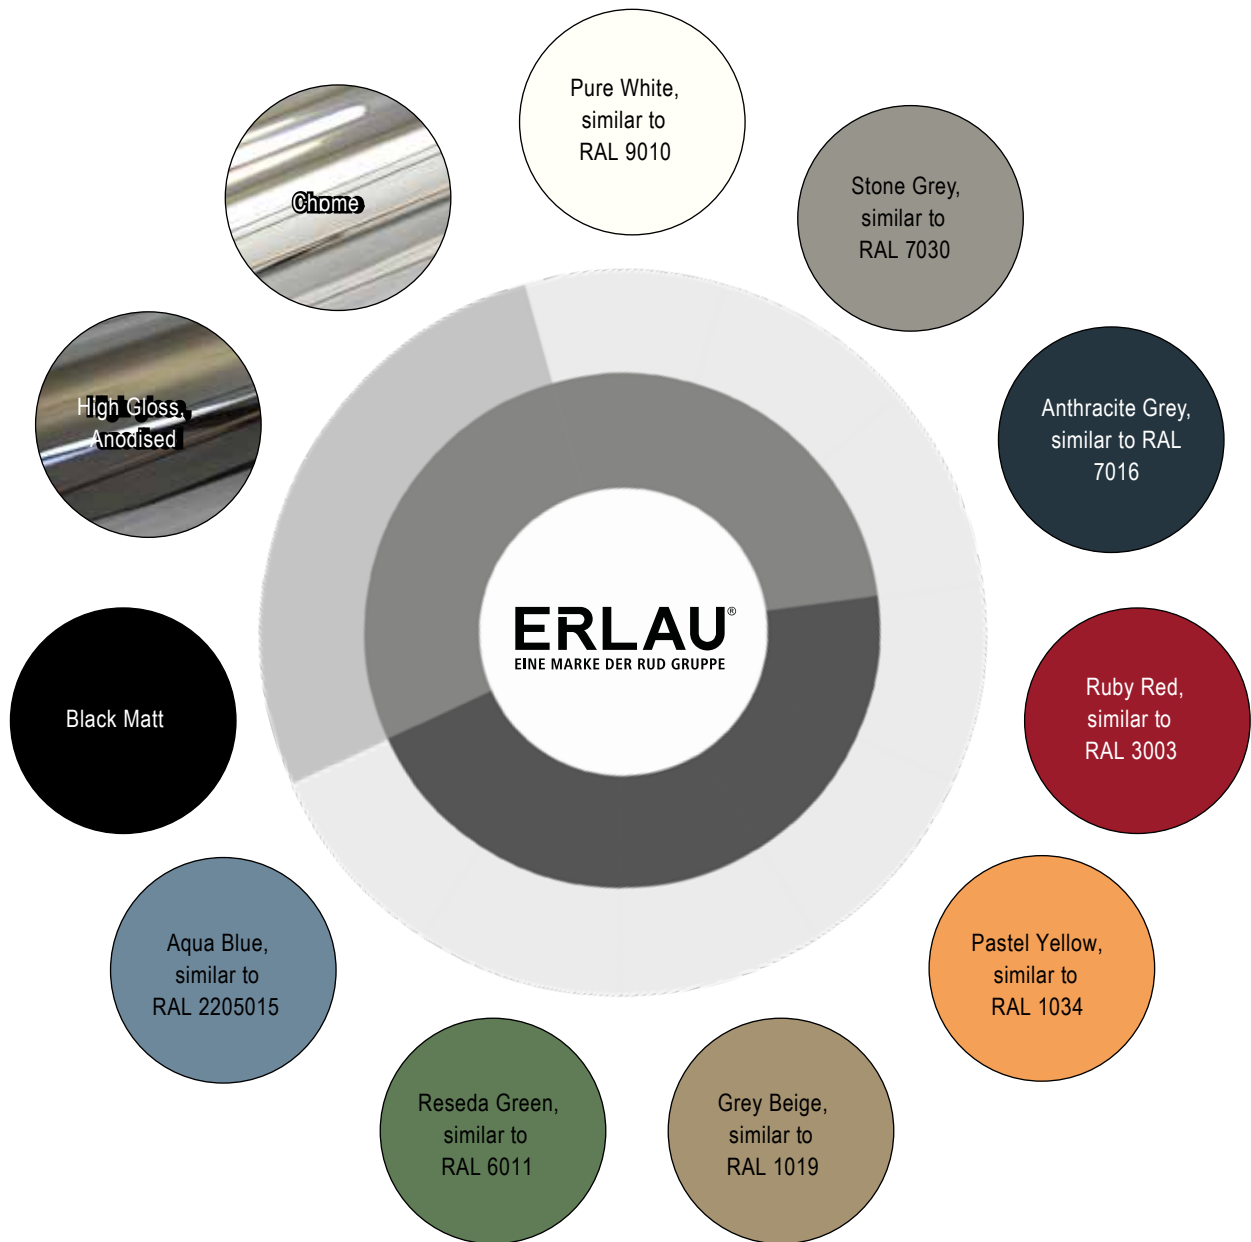 Pure White,
similar to
RAL 9010
Stone Grey,
similar to
RAL 7030
Anthracite Grey,
similar to RAL
7016
Ruby Red,
similar to
RAL 3003
Pastel Yellow,
similar to
RAL 1034
Grey Beige,
similar to
RAL 1019
Reseda Green,
similar to
RAL 6011
Aqua Blue,
similar to
RAL 2205015
Black Matt
High Gloss,
Anodised
Chome
ERLAU®
EINE MARKE DER RUD GRUPPE